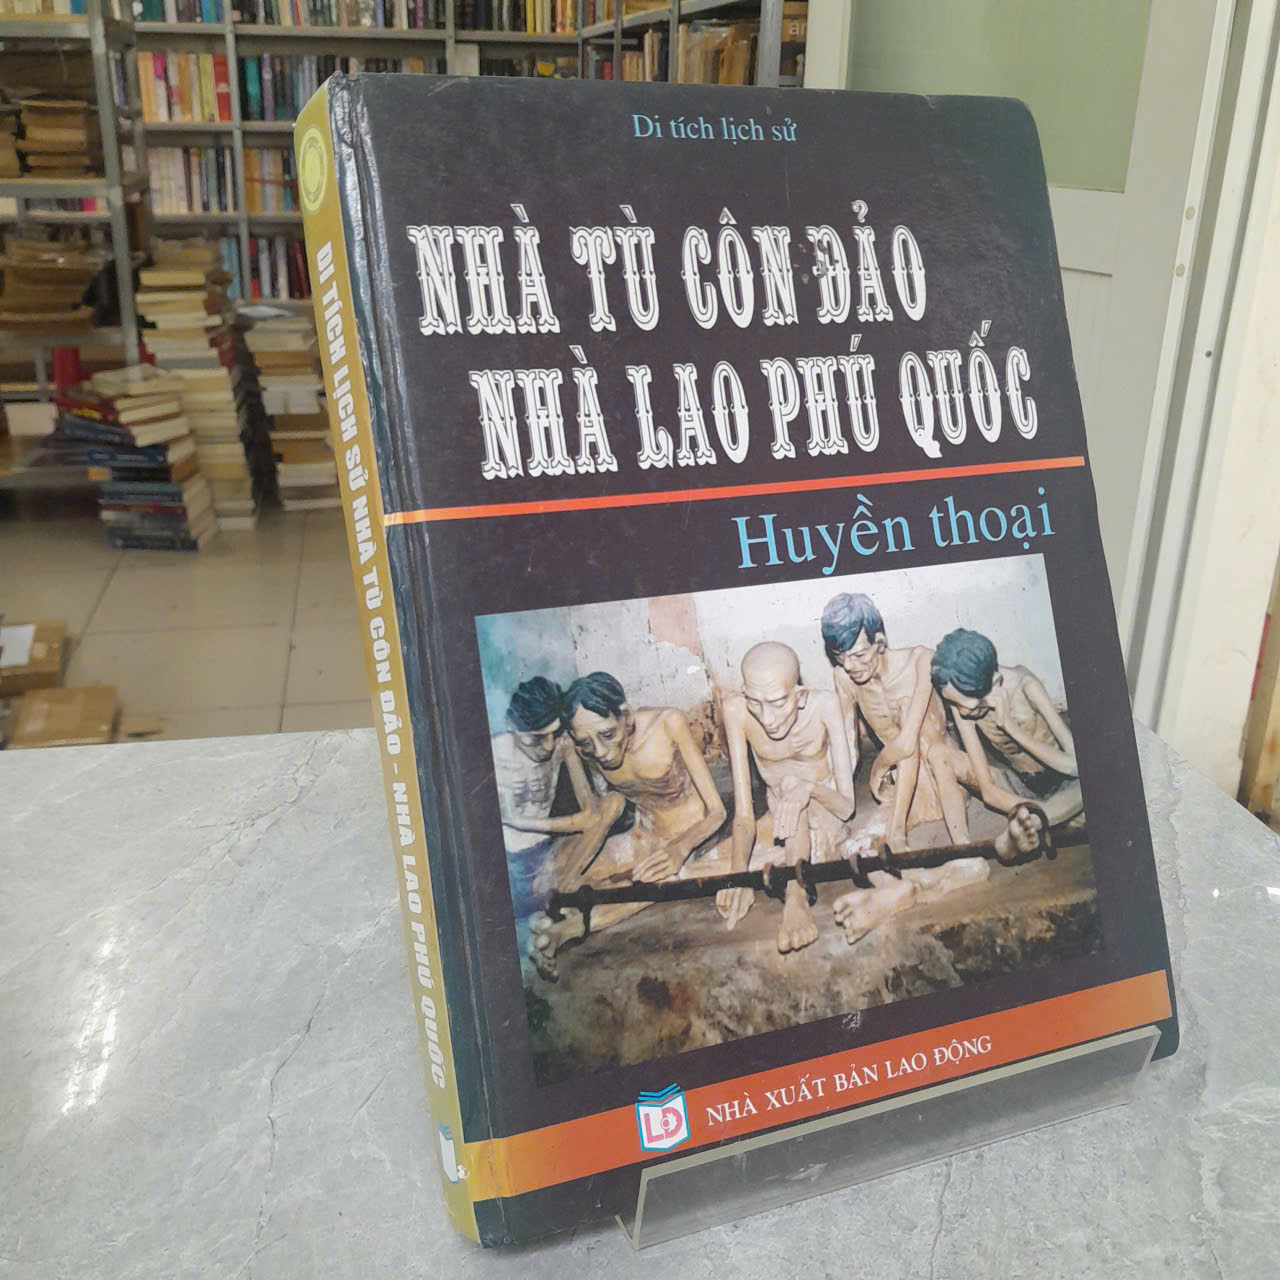 Di tích lịch sử
NHÀ TÙ CÔN ĐẢO
NHÀ LAO PHÚ QUỐC
Huyền thoại
LĐ
NHÀ XUẤT BẢN LAO ĐỘNG
DI TÍCH LỊCH SỬ NHÀ TÙ CÔN ĐẢO - NHÀ LAO PHÚ QUỐC